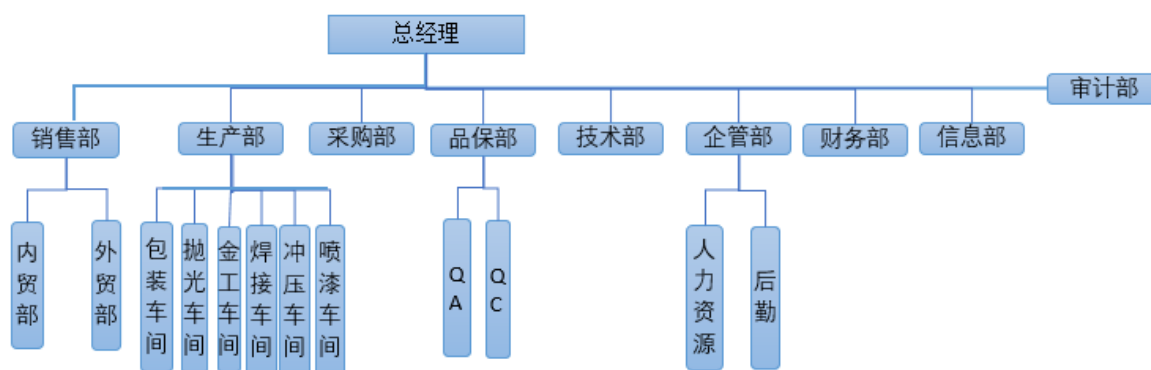 总经理
审计部
销售部
生产部
采购部
品保部
技术部
企管部
财务部
信息部
内贸部
外贸部
包装车间
抛光车间
金工车间
焊接车间
冲压车间
喷漆车间
QA
QC
人力资源
后勤